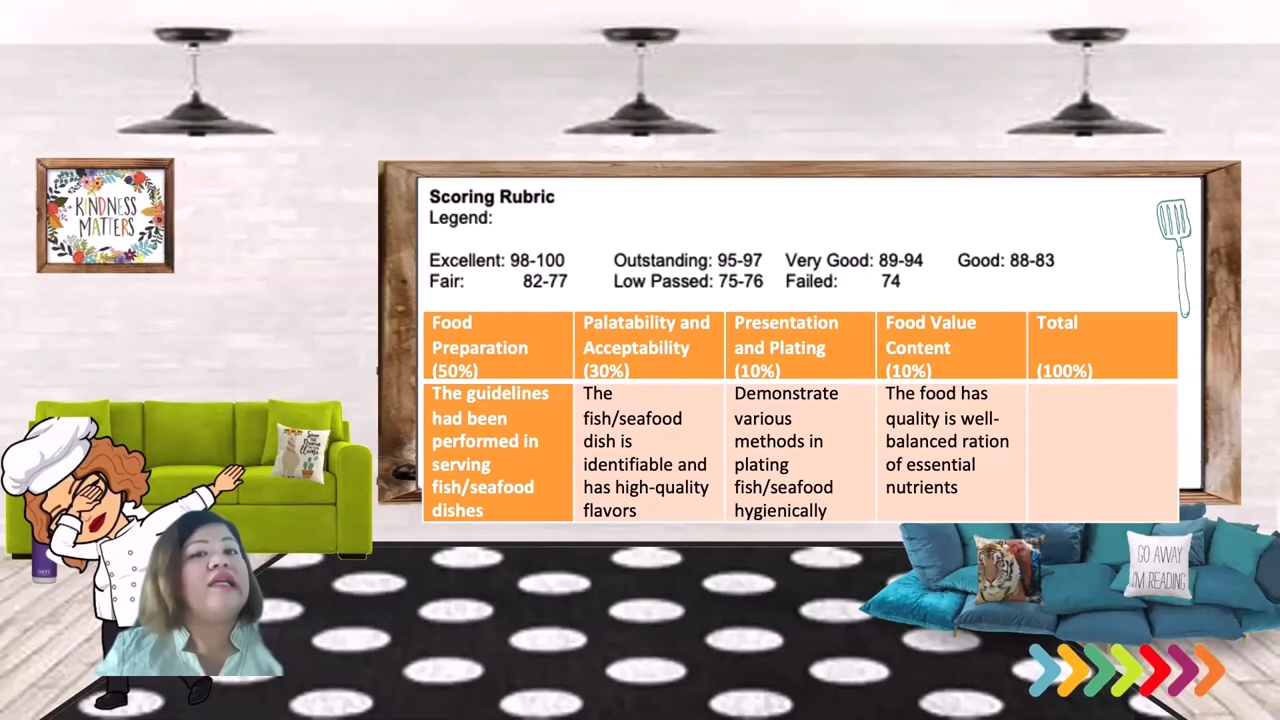 KINDNESS
MATTERS
Scoring Rubric
Legend:
Excellent: 98-100 Outstanding: 95-97 Very Good: 89-94 Good: 88-83
Fair: 82-77 Low Passed: 75-76 Failed: 74
Food
Preparation
(50%)
Palatability and
Acceptability
(30%)
Presentation
and Plating
(10%)
Food Value
Content
(10%)
Total
(100%)
The guidelines
had been
performed in
serving
fish/seafood
dishes
The
fish/seafood
dish is
identifiable and
has high-quality
flavors
Demonstrate
various
methods in
plating
fish/seafood
hygienically
The food has
quality is well-
balanced ration
of essential
nutrients
GO AWAY
I'M READING